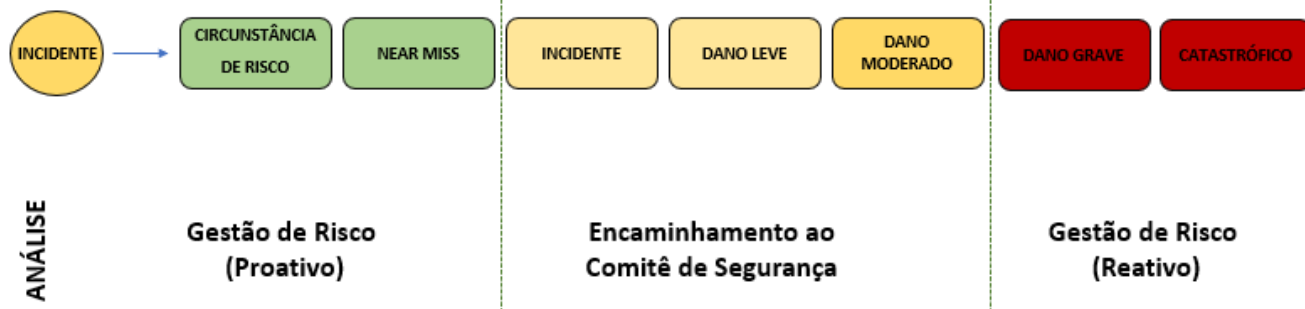 INCIDENTE
CIRCUNSTÂNCIA
DE RISCO
NEAR MISS
INCIDENTE
DANO LEVE
DANO
MODERADO
DANO GRAVE
CATASTRÓFICO
ANÁLISE
Gestão de Risco
(Proativo)
Encaminhamento ao
Comitê de Segurança
Gestão de Risco
(Reativo)